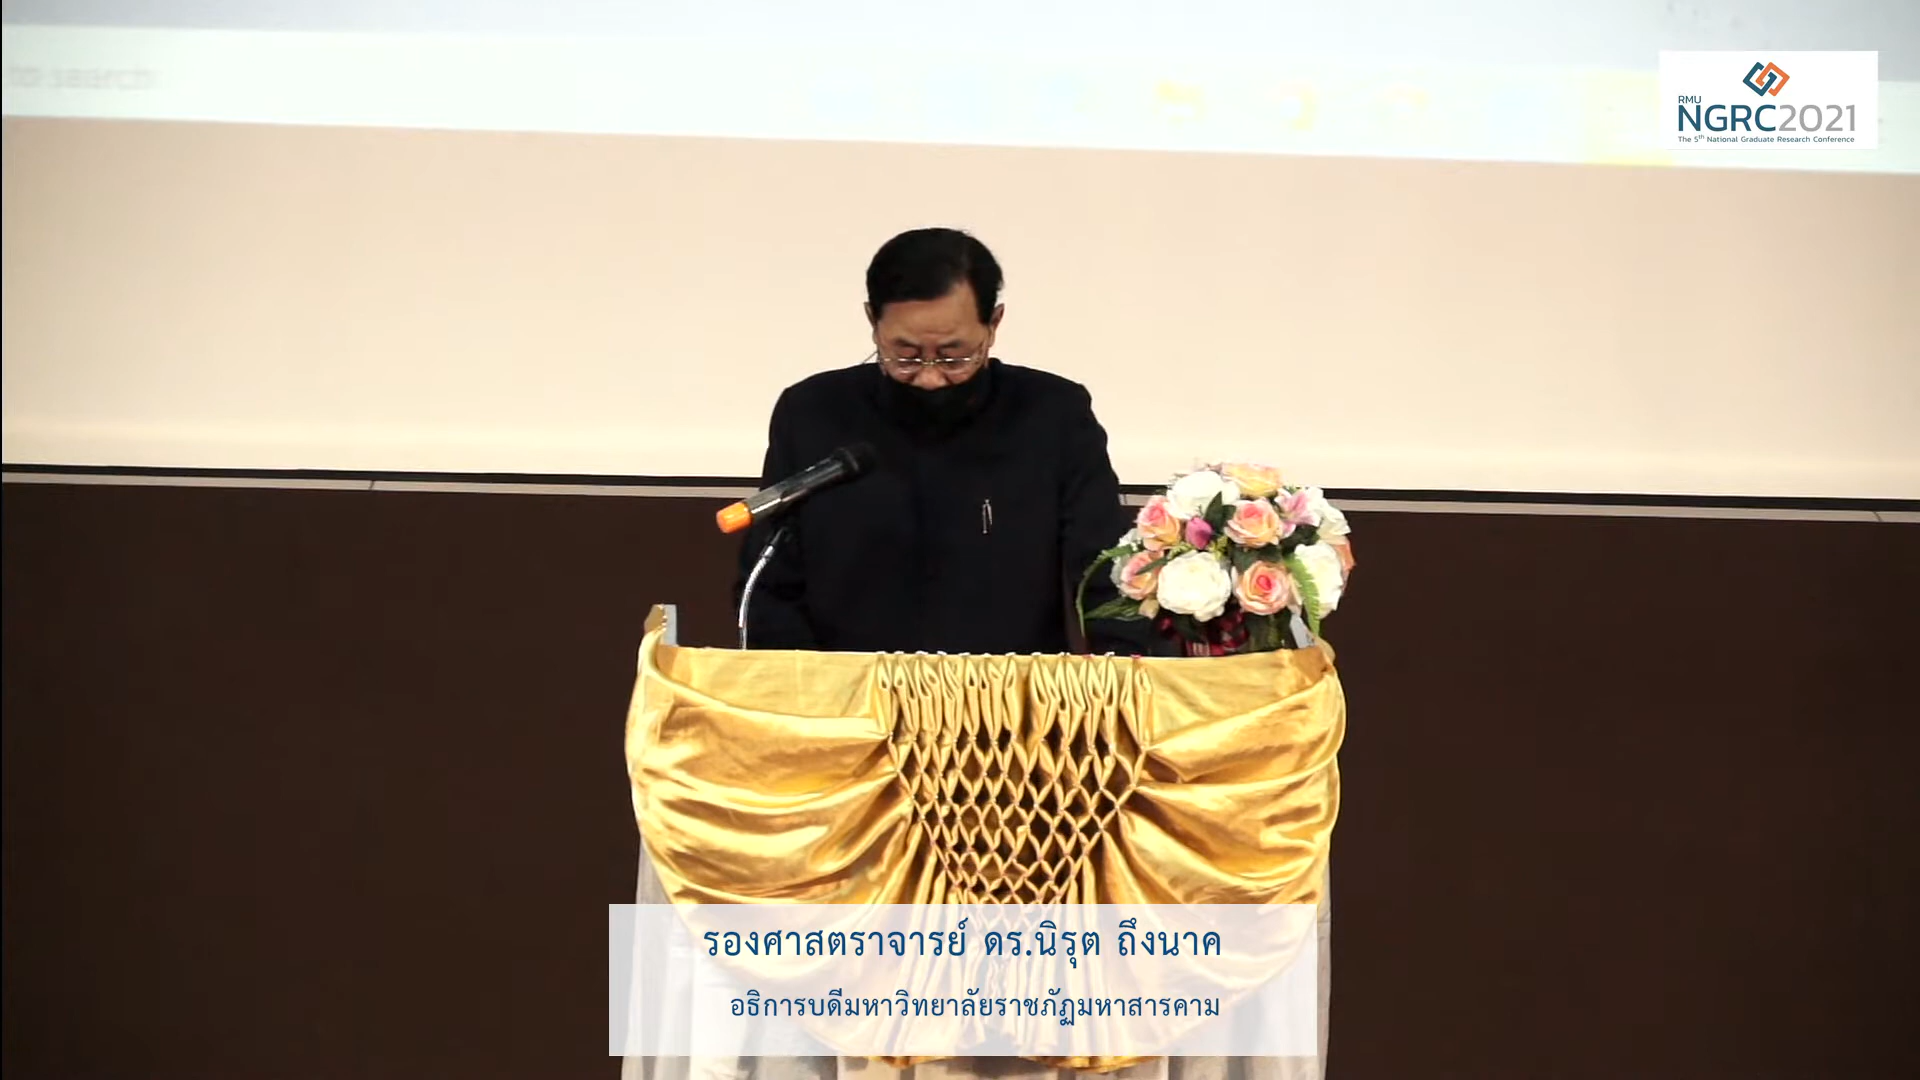 to search
RMU
NGRC2021
The 5th National Graduate Research Conference
รองศาสตราจารย์ ดร.นิรุต ถึงนาค
อธิการบดีมหาวิทยาลัยราชภัฏมหาสารคาม